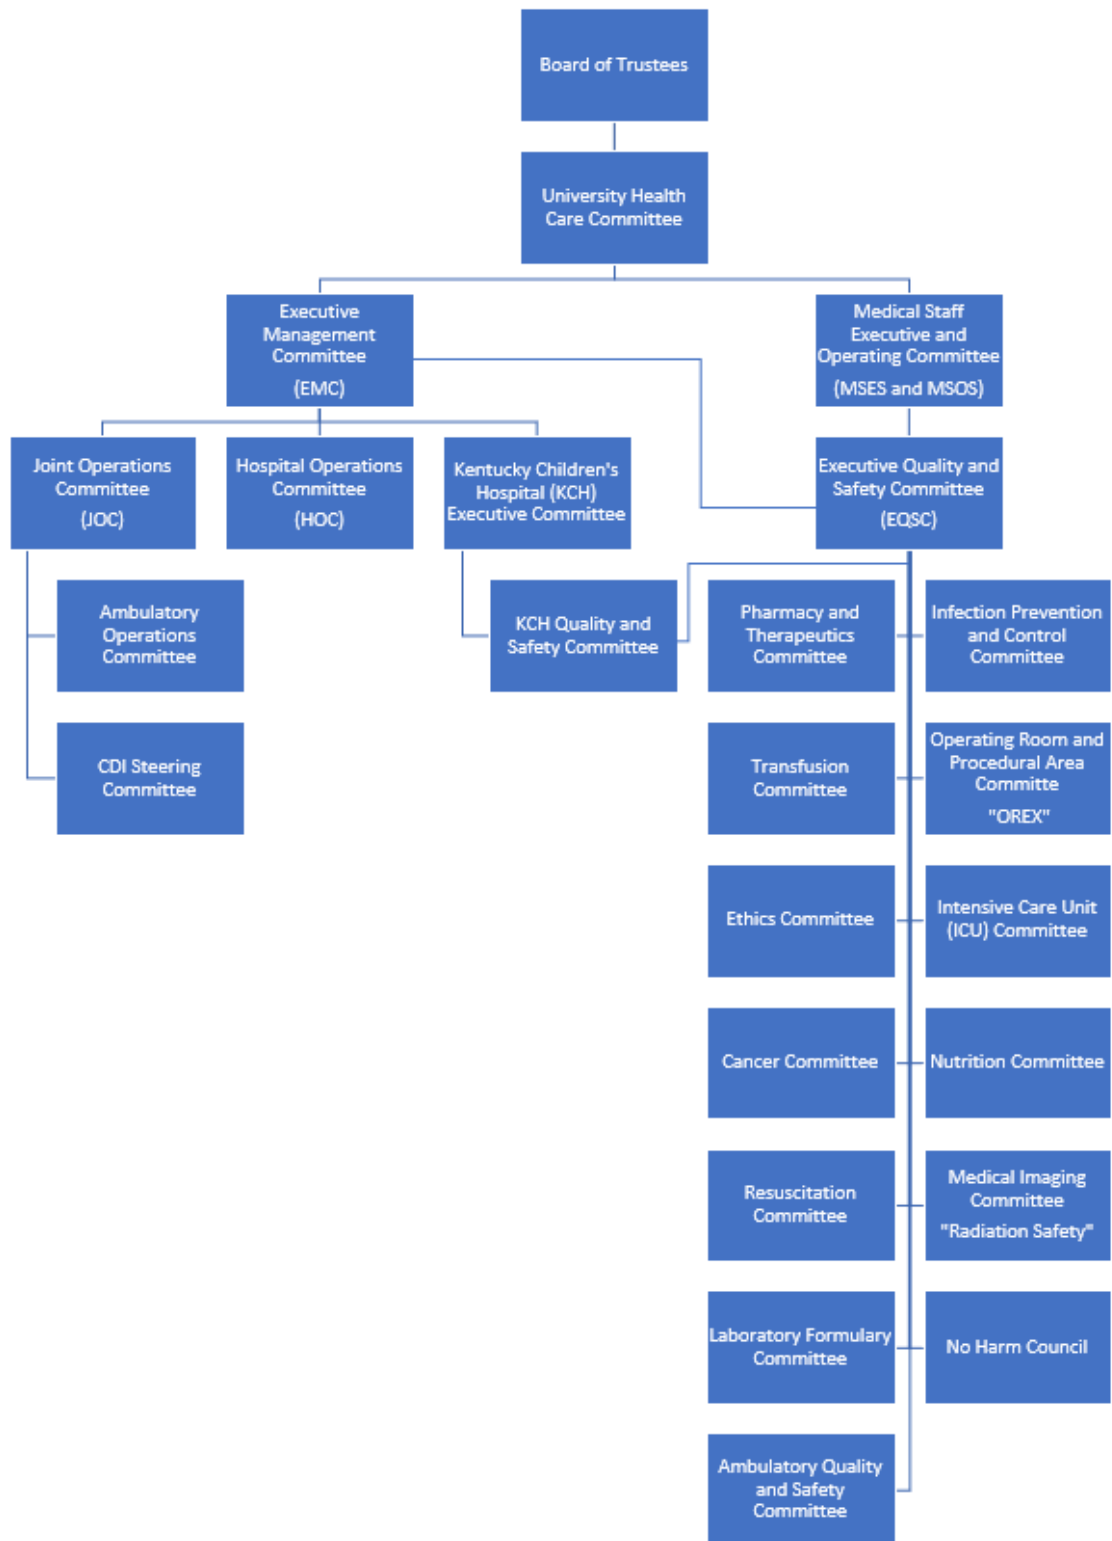 Board of Trustees
University Health
Care Committee
Executive
Management
Committee
(EMC)
Medical Staff
Executive and
Operating Committee
(MSES and MSOS)
Joint Operations
Committee
(JOC)
Hospital Operations
Committee
(HOC)
Kentucky Children's
Hospital (KCH)
Executive Committee
Executive Quality and
Safety Committee
(EQSC)
Ambulatory
Operations
Committee
KCH Quality and
Safety Committee
Pharmacy and
Therapeutics
Committee
Infection Prevention
and Control
Committee
CDI Steering
Committee
Transfusion
Committee
Operating Room and
Procedural Area
Committe
"OREX"
Ethics Committee
Intensive Care Unit
(ICU) Committee
Cancer Committee
Nutrition Committee
Resuscitation
Committee
Medical Imaging
Committee
"Radiation Safety"
Laboratory Formulary
Committee
No Harm Council
Ambulatory Quality
and Safety
Committee